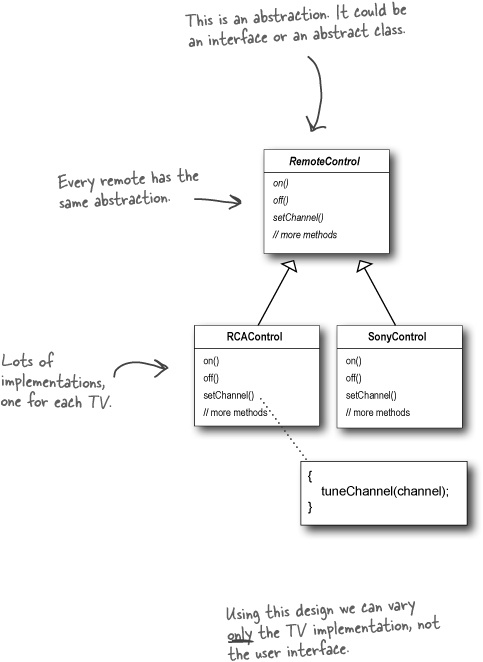 This is an abstraction. It could be
an interface or an abstract class.
RemoteControl
on()
off()
setChannel()
// more methods
Every remote has the
same abstraction.
RCAControl
on()
off()
setChannel()
// more methods
SonyControl
on()
off()
setChannel()
// more methods
Lots of
implementations,
one for each TV.
{
tuneChannel(channel);
}
Using this design we can vary
only the TV implementation, not
the user interface.